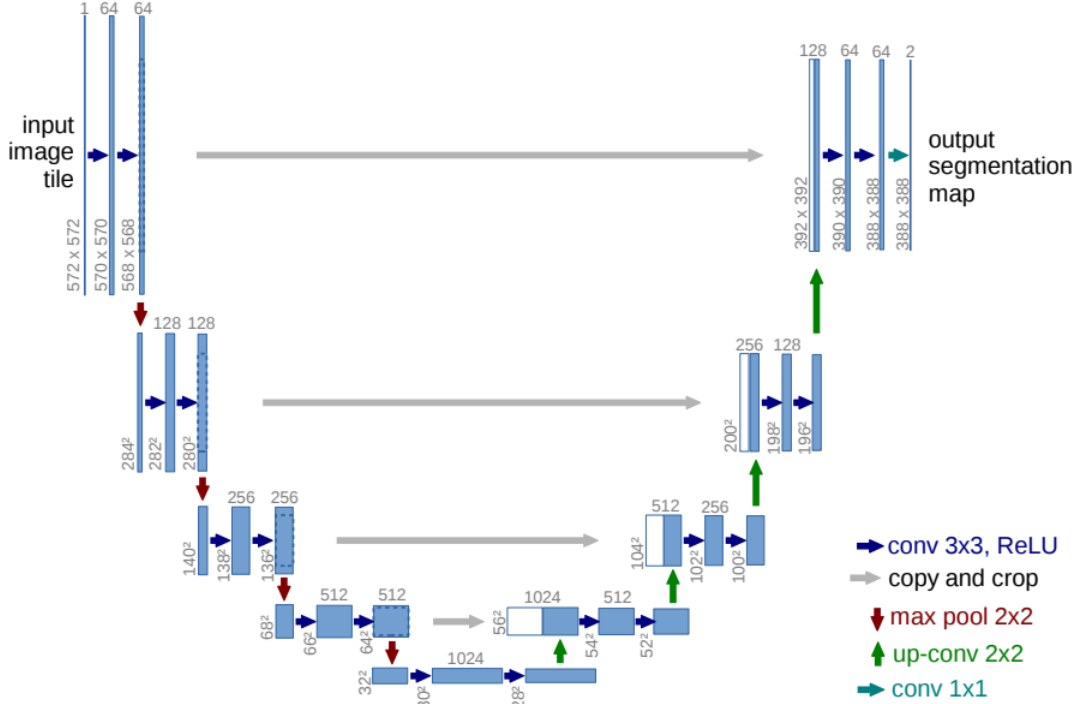 1 64 64
128 64 64 2
input
image
tile
output
segmentation
map
572 x 572
570 x 570
568 x 568
392 x 392
390 x 390
388 x 388
388 x 388
128 128
256 128
284²
282²
280²
200²
198²
196²
256 256
512 256
140²
138²
136²
104²
102²
100²
512 512
1024 512
68²
66²
64²
56²
54²
52²
1024
32²
conv 3x3, ReLU
copy and crop
max pool 2x2
up-conv 2x2
conv 1x1